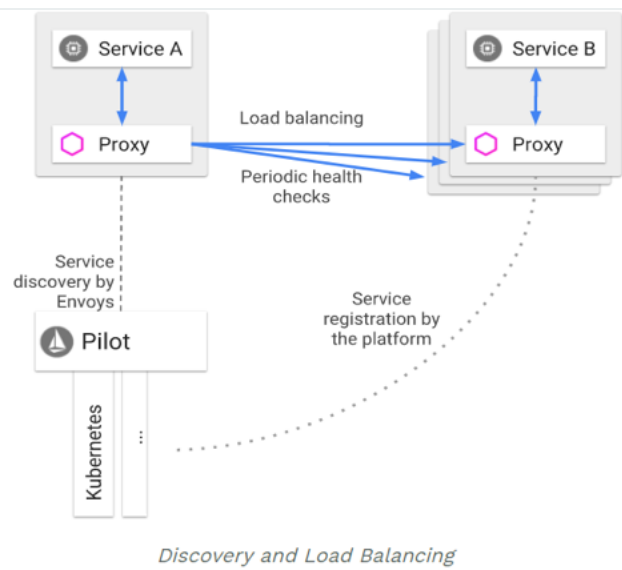 Service A
Service B
Load balancing
Proxy
Proxy
Periodic health
checks
Service
discovery by
Envoys
Service
registration by
the platform
Pilot
Kubernetes
...
Discovery and Load Balancing